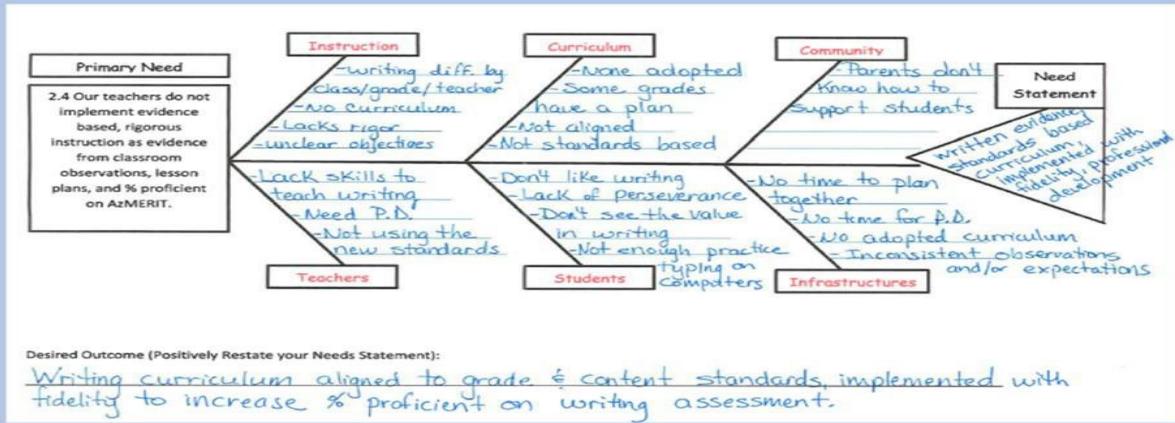 Primary Need
2.4 Our teachers do not
implement evidence
based, rigorous
instruction as evidence
from classroom
observations, lesson
plans, and % proficient
on AzMERIT.
Instruction
-writing diff. by
class/grade/teacher
-No Curriculum
-Lacks rigor
-unclear objectives
Curriculum
-None adopted
-Some grades
have a plan
-Not aligned
-Not standards based
Community
-Parents don't
Know how to
Support students
Need
Statement
written evidence
standards based
curriculum,
implemented with
fidelity, professional
development
-Lack skills to
teach writing
-Need P.D.
-Not using the
new standards
Teachers
-Don't like writing
-Lack of perseverance
-Don't see the value
in writing
-Not enough practice
typing on
computers
Students
-No time to plan
together
-No time for P.D.
-No adopted curriculum
-Inconsistent observations
and/or expectations
Infrastructures
Desired Outcome (Positively Restate your Needs Statement):
Writing curriculum aligned to grade & content standards, implemented with
fidelity to increase % proficient on writing assessment.